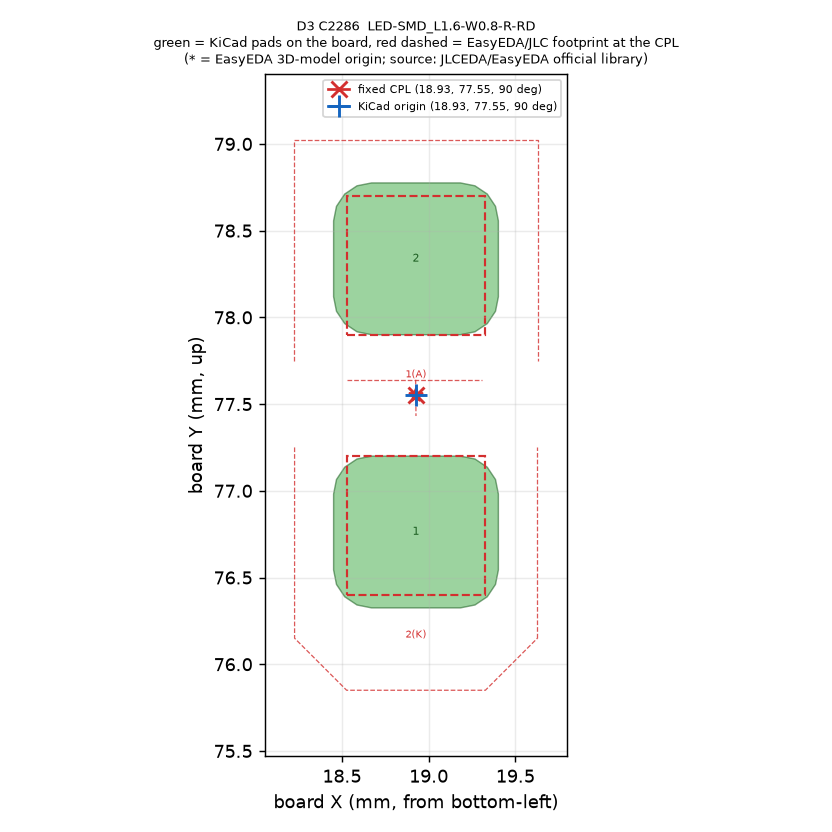 D3 C2286  LED-SMD_L1.6-W0.8-R-RD
green = KiCad pads on the board, red dashed = EasyEDA/JLC footprint at the CPL
(* = EasyEDA 3D-model origin; source: JLCEDA/EasyEDA official library)
fixed CPL (18.93, 77.55, 90 deg)
KiCad origin (18.93, 77.55, 90 deg)
79.0
78.5
2
78.0
1(A)
77.5
77.0
1
76.5
2(K)
76.0
75.5
board Y (mm, up)
18.5 19.0 19.5
board X (mm, from bottom-left)